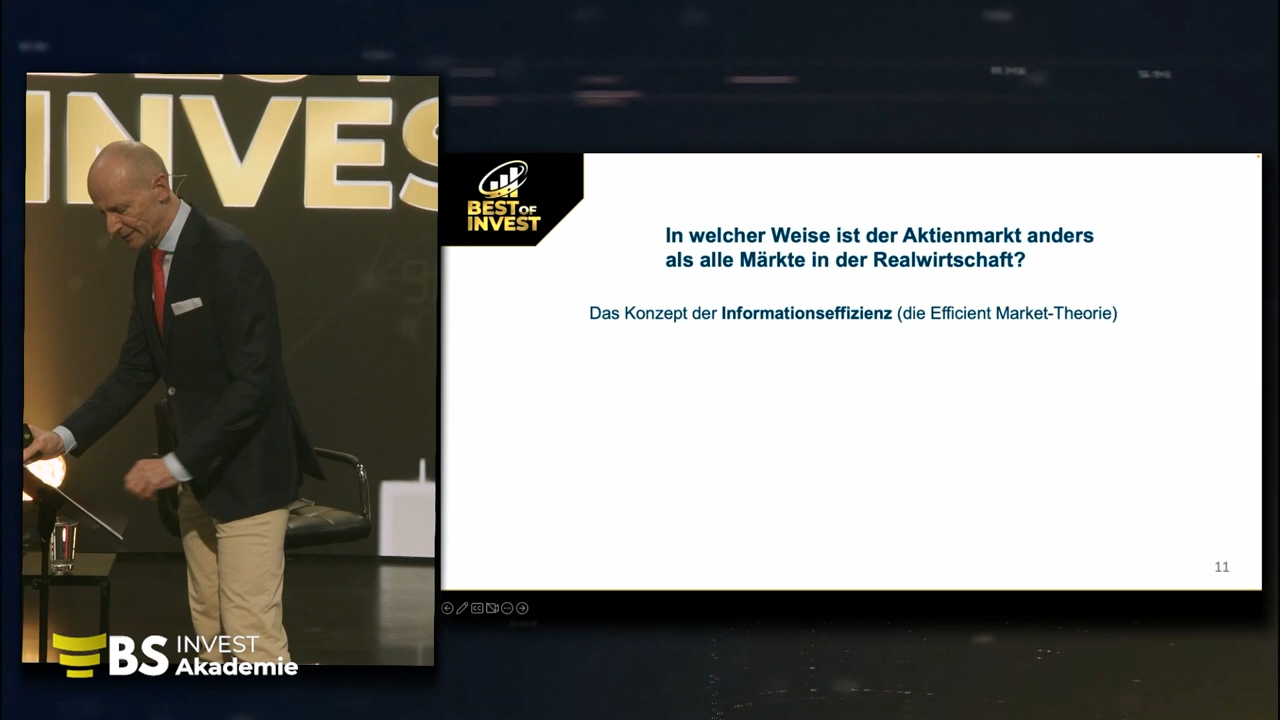 INVES
BEST OF
INVEST
In welcher Weise ist der Aktienmarkt anders
als alle Märkte in der Realwirtschaft?
Das Konzept der Informationseffizienz (die Efficient Market-Theorie)
11
BS INVEST
Akademie